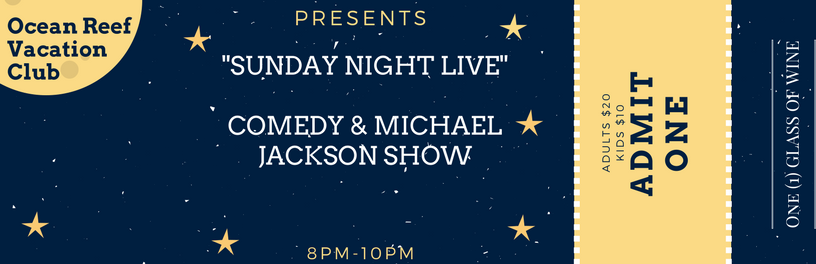 Ocean Reef
Vacation
Club
PRESENTS
"SUNDAY NIGHT LIVE"
COMEDY & MICHAEL
JACKSON SHOW
8PM-10PM
ADULTS $20
KIDS $10
ADMIT
ONE
ONE (1) GLASS OF WINE